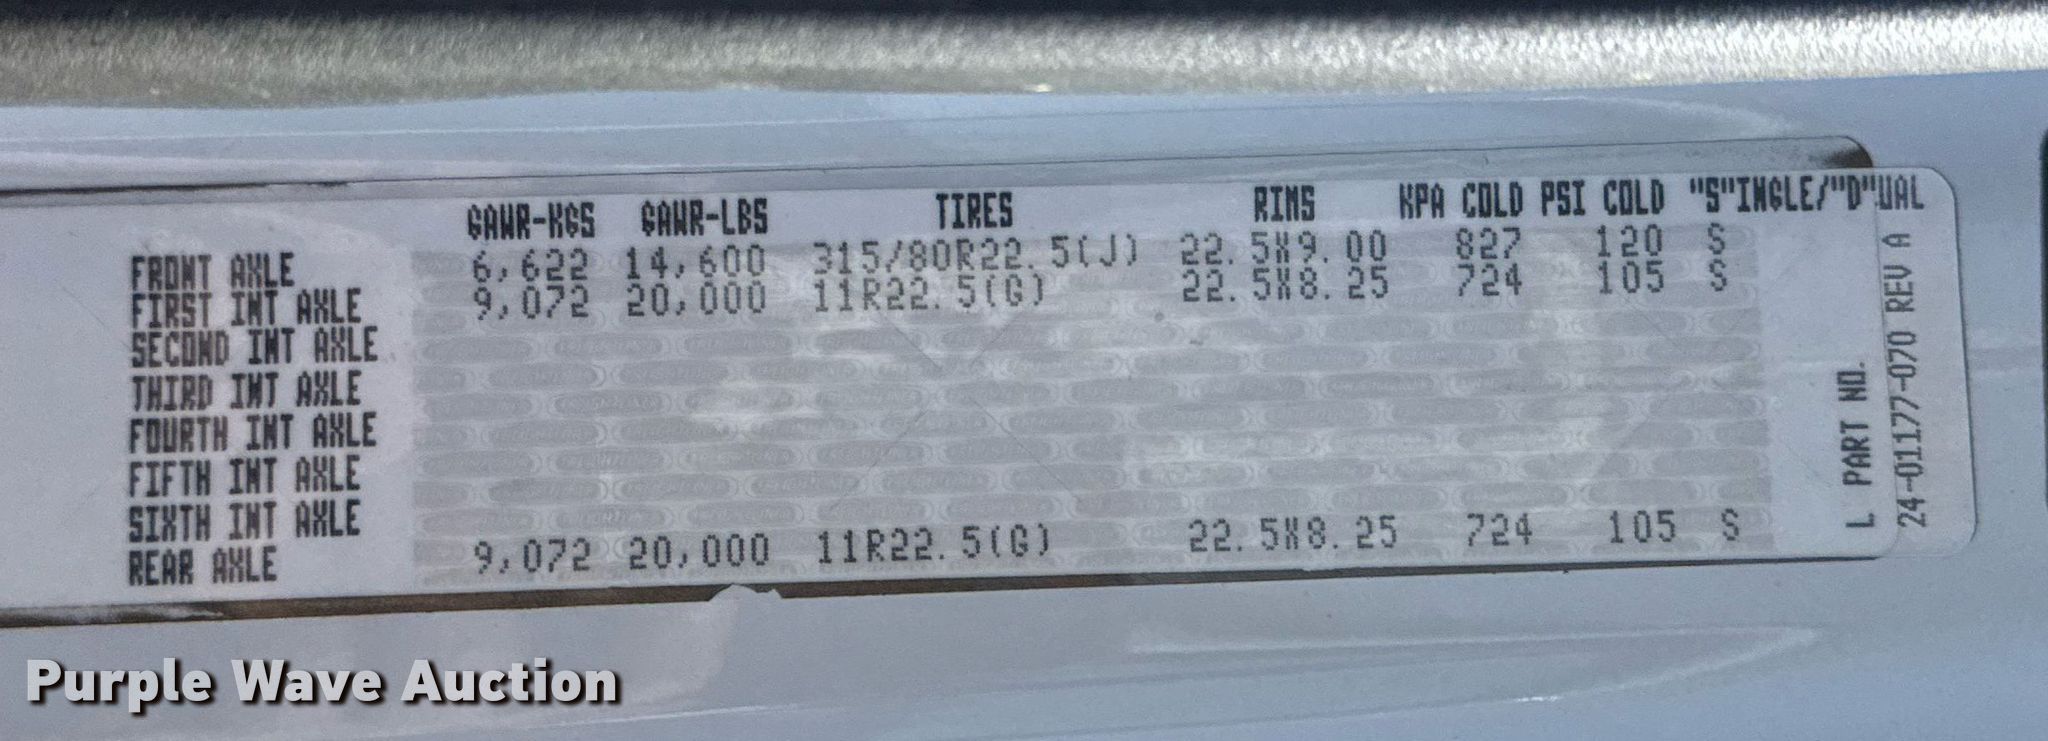 GAWR-KGS GAWR-LBS TIRES RIMS KPA COLD PSI COLD "S"INGLE/"D"UAL
FRONT AXLE 6,622 14,600 315/80R22.5(J) 22.5X9.00 827 120 S
FIRST INT AXLE 9,072 20,000 11R22.5(G) 22.5X8.25 724 105 S
SECOND INT AXLE
THIRD INT AXLE
FOURTH INT AXLE
FIFTH INT AXLE
SIXTH INT AXLE
REAR AXLE 9,072 20,000 11R22.5(G) 22.5X8.25 724 105 S
L PART NO.
24-01177-070 REV A
Purple Wave Auction